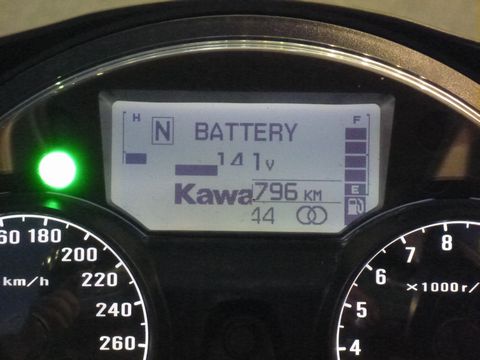 H
F
N BATTERY
14.1V
Kawa 796 KM
E
44
60 180
200
220
240
260
km/h
8
7
6
5
4
×1000r/